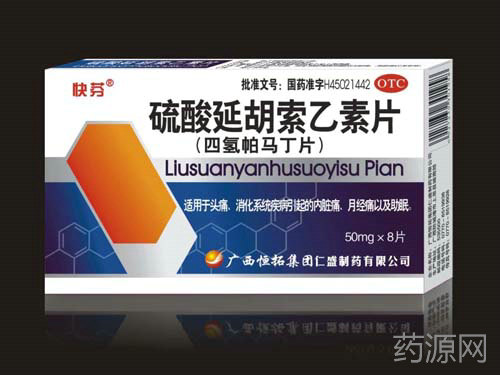 快芬®
批准文号:国药准字H45021442 OTC
硫酸延胡索乙素片
(四氢帕马丁片)
Liusuanyanhusuoyisu Pian
适用于头痛、消化系统疾病引起的内脏痛、月经痛以及助眠。
50mg×8片
广西恒拓集团仁盛制药有限公司
药源网